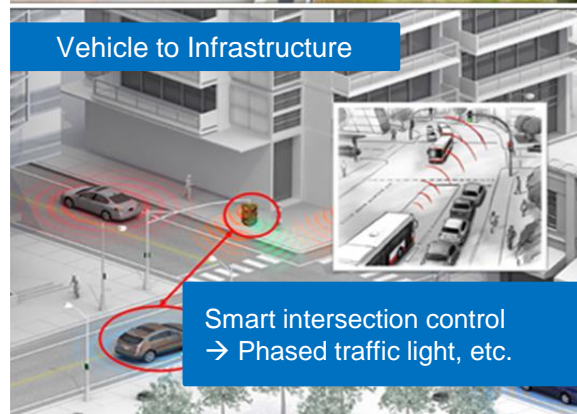 Vehicle to Infrastructure
Smart intersection control
→ Phased traffic light, etc.